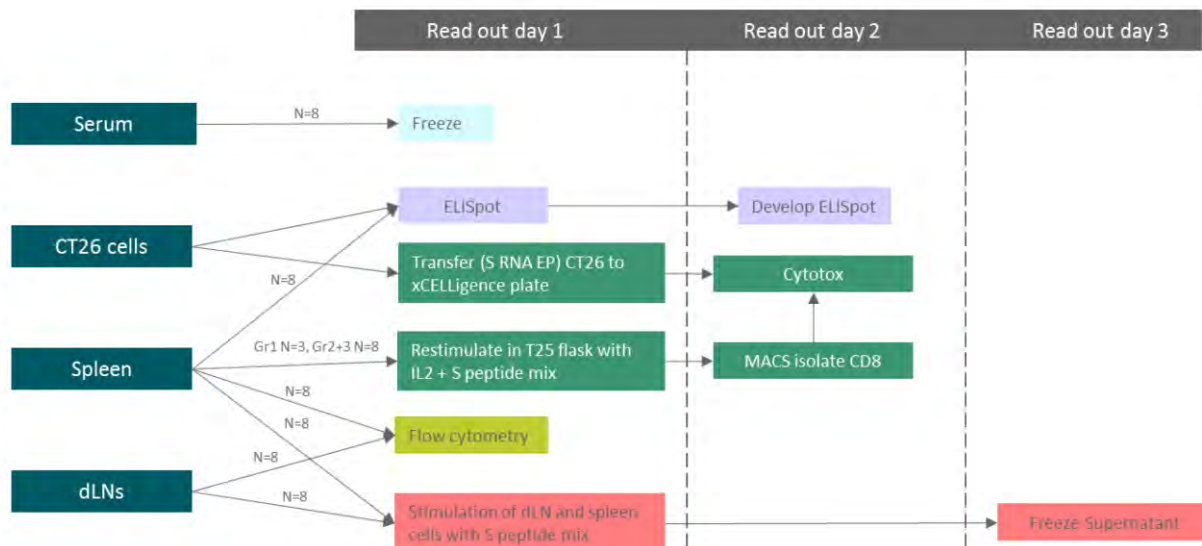 Read out day 1
Read out day 2
Read out day 3
Serum
N=8
Freeze
ELISpot
Develop ELISpot
CT26 cells
Transfer (S RNA EP) CT26 to
xCELLigence plate
Cytotox
N=8
Spleen
Gr1 N=3, Gr2+3 N=8
Restimulate in T25 flask with
IL2 + S peptide mix
MACS isolate CD8
N=8
N=8
Flow cytometry
N=8
dLNs
N=8
Stimulation of dLN and spleen
cells with S peptide mix
Freeze Supernatant